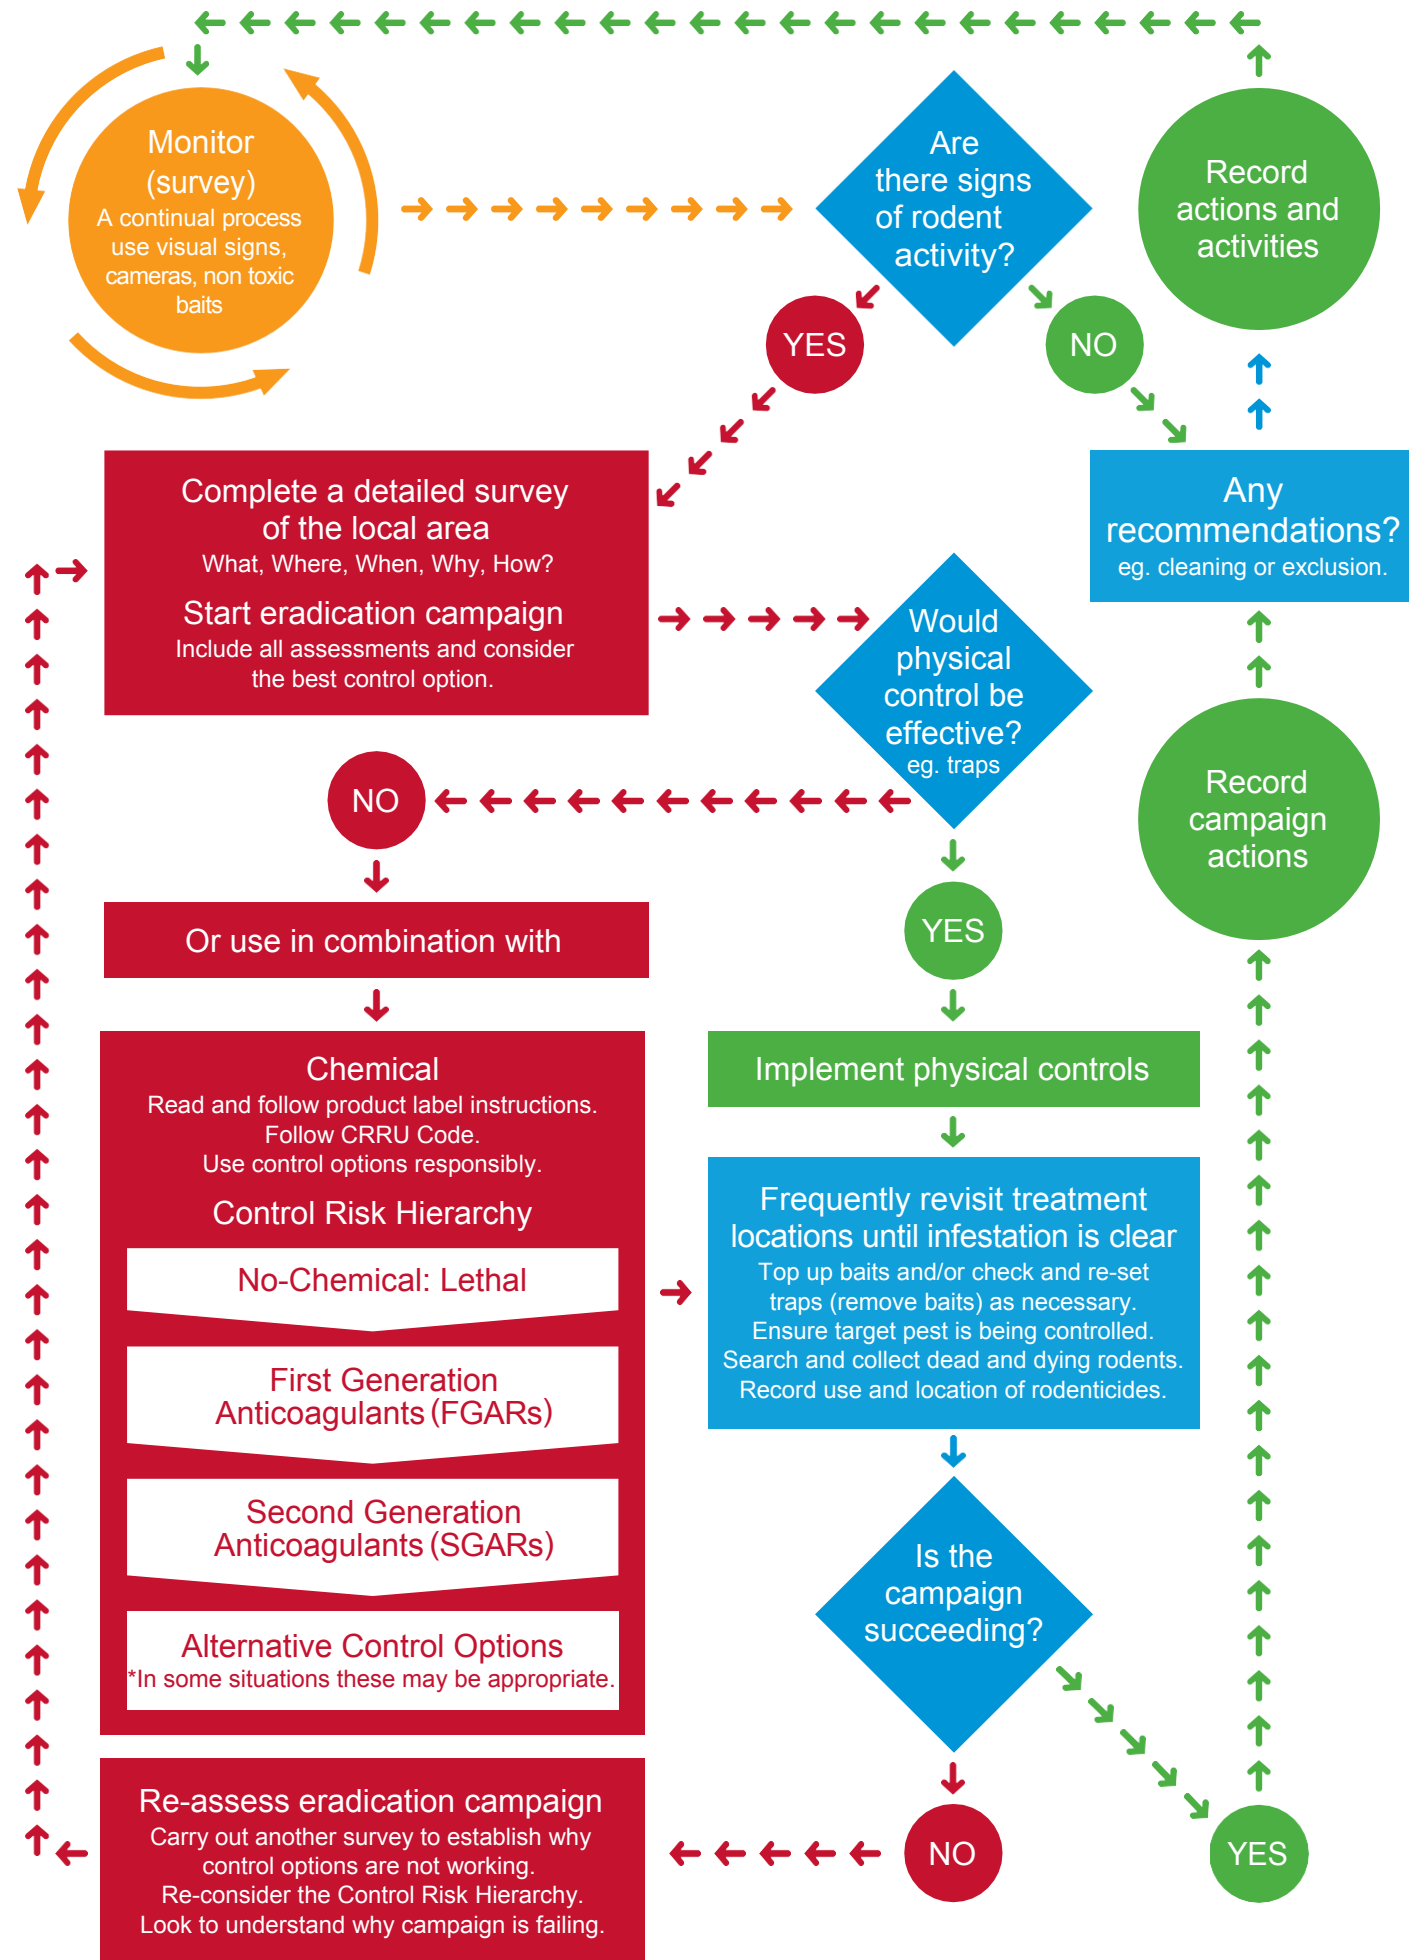 Monitor
(survey)
A continual process
use visual signs,
cameras, non toxic
baits
Are
there signs
of rodent
activity?
Record
actions and
activities
YES
NO
Complete a detailed survey
of the local area
What, Where, When, Why, How?
Start eradication campaign
Include all assessments and consider
the best control option.
Any
recommendations?
eg. cleaning or exclusion.
Would
physical
control be
effective?
eg. traps
NO
YES
Record
campaign
actions
Or use in combination with
Chemical
Read and follow product label instructions.
Follow CRRU Code.
Use control options responsibly.
Control Risk Hierarchy
No-Chemical: Lethal
First Generation
Anticoagulants (FGARs)
Second Generation
Anticoagulants (SGARs)
Alternative Control Options
*In some situations these may be appropriate.
Implement physical controls
Frequently revisit treatment
locations until infestation is clear
Top up baits and/or check and re-set
traps (remove baits) as necessary.
Ensure target pest is being controlled.
Search and collect dead and dying rodents.
Record use and location of rodenticides.
Is the
campaign
succeeding?
Re-assess eradication campaign
Carry out another survey to establish why
control options are not working.
Re-consider the Control Risk Hierarchy.
Look to understand why campaign is failing.
NO
YES